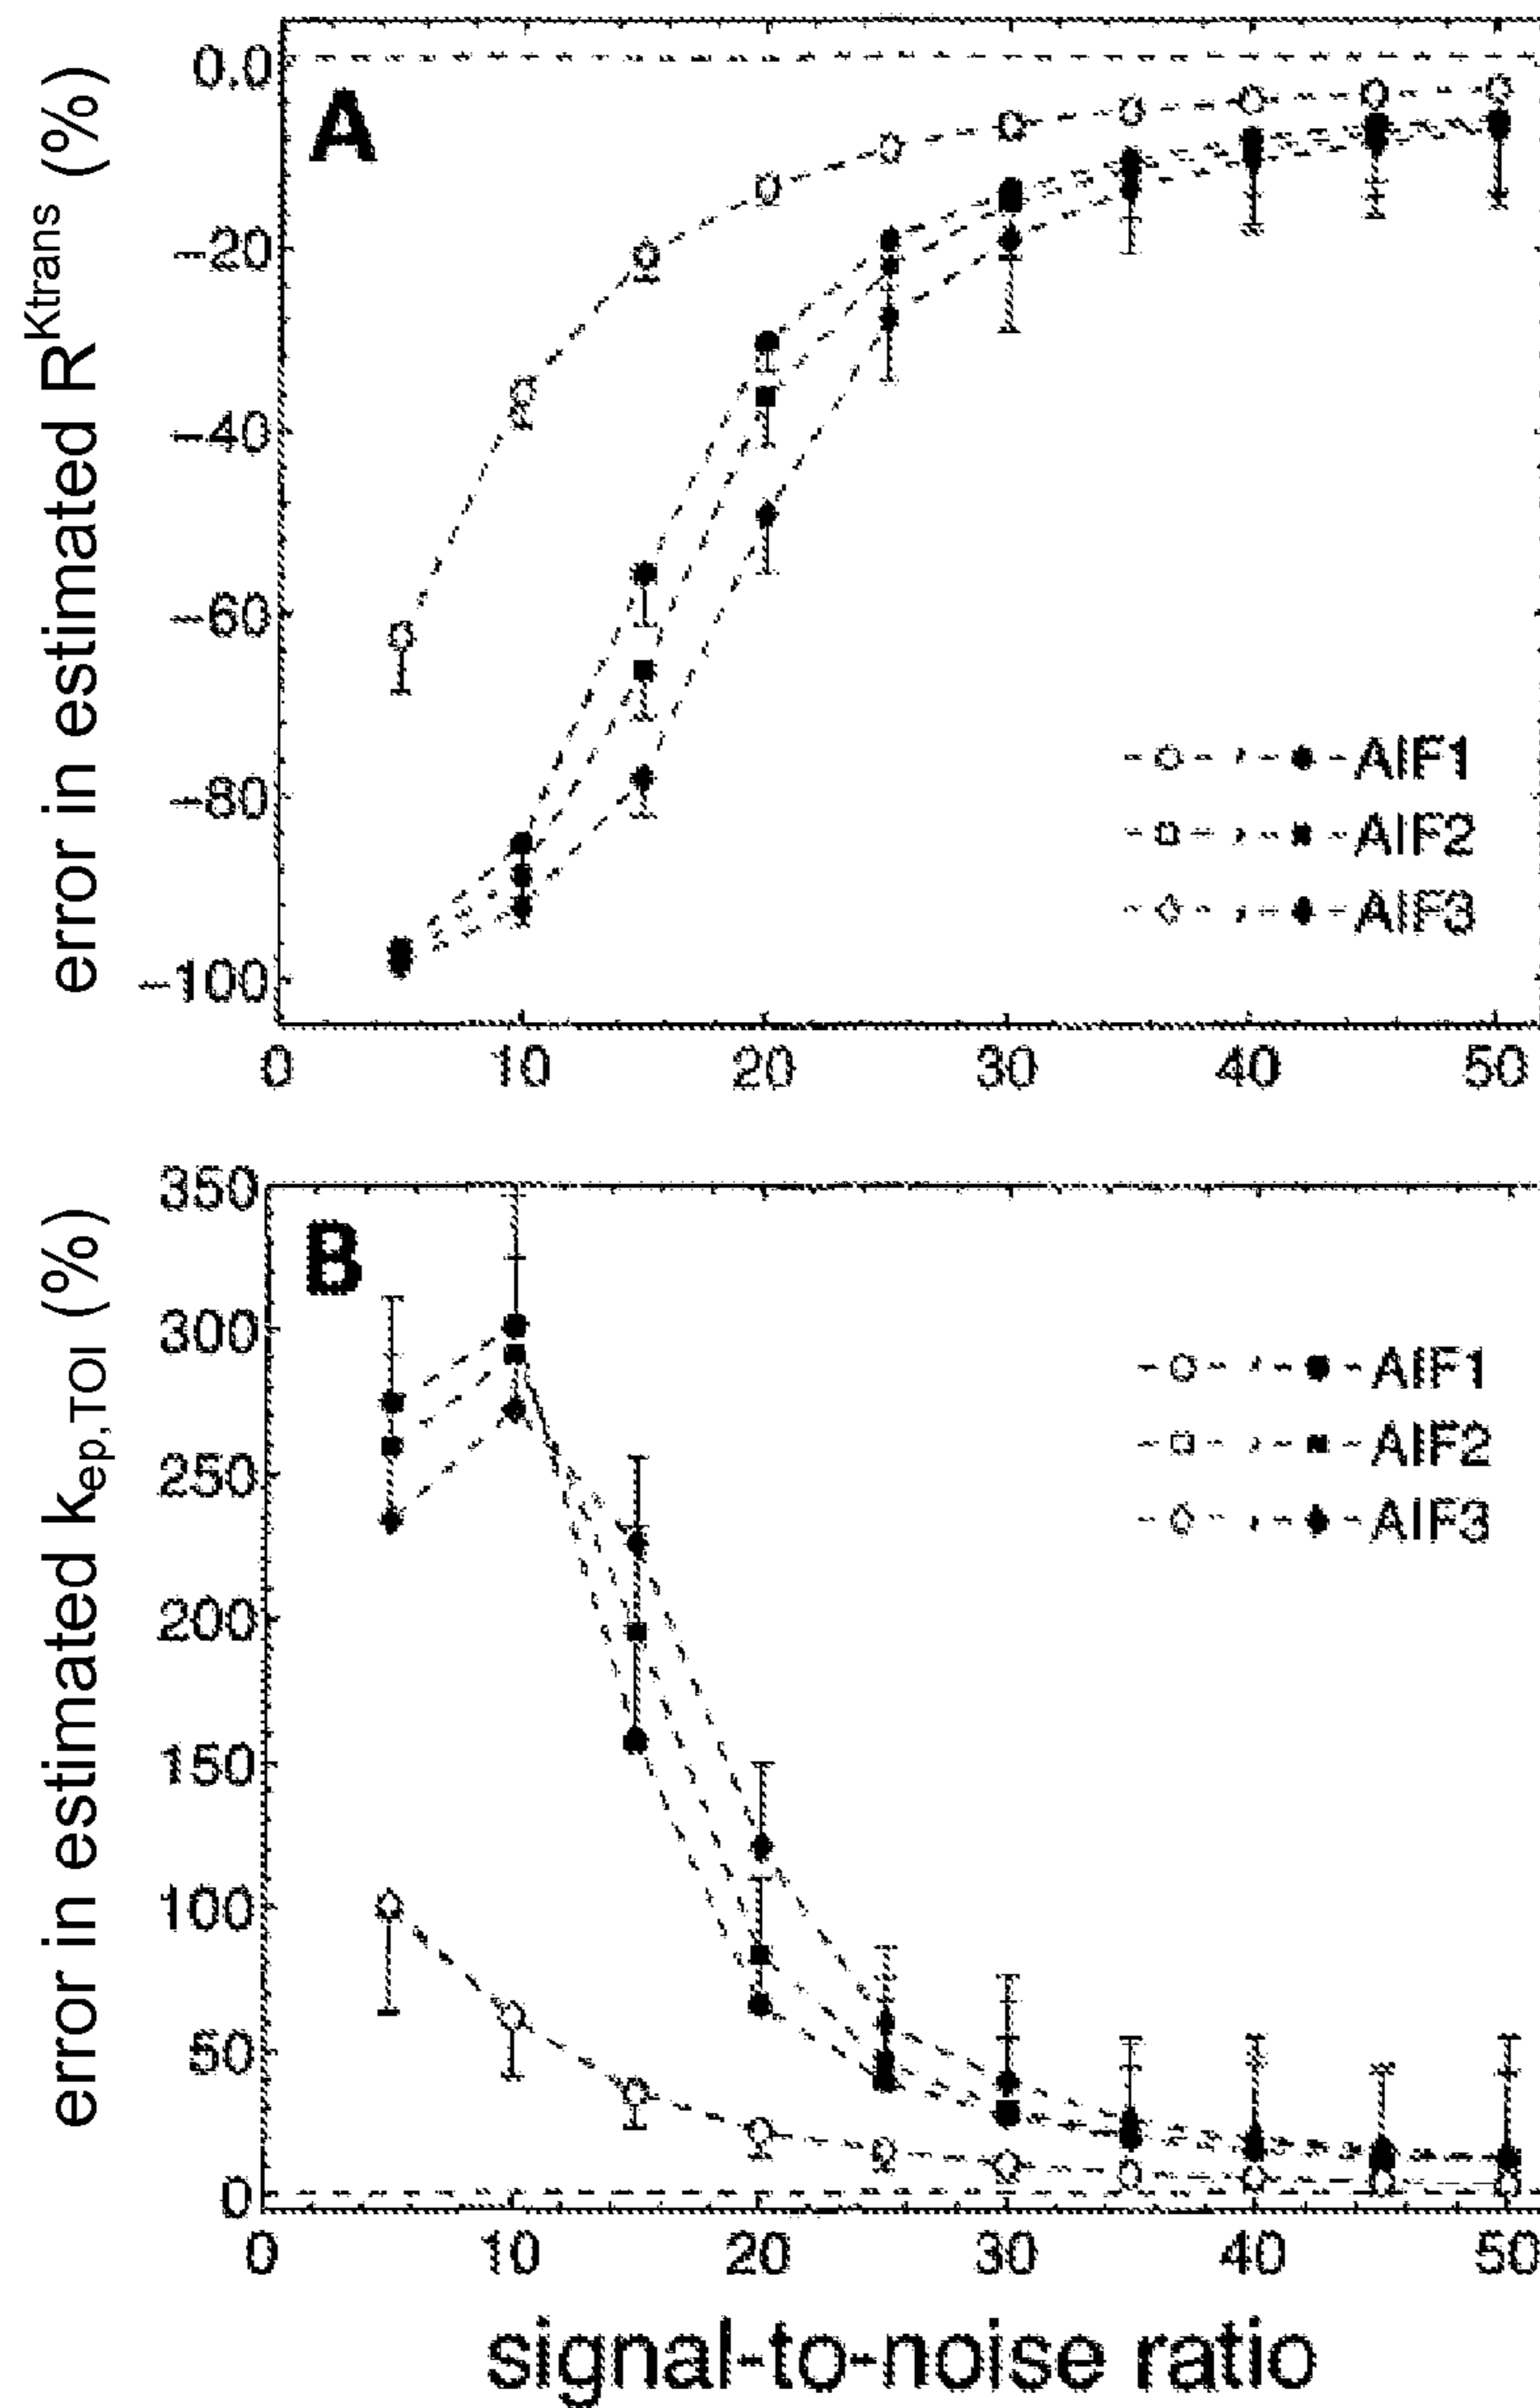 error in estimated R^Ktrans (%)
A
0.0
-20
-40
-60
-80
-100
AIF1
AIF2
AIF3
0 10 20 30 40 50
error in estimated k_ep,TOI (%)
B
350
300
250
200
150
100
50
0
AIF1
AIF2
AIF3
0 10 20 30 40 50
signal-to-noise ratio